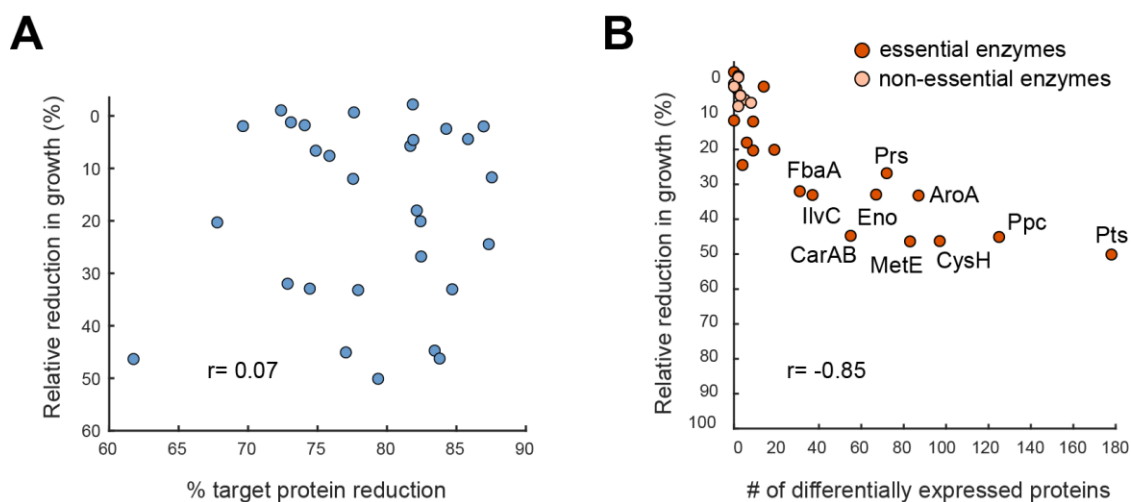 A
Relative reduction in growth (%)
0
10
20
30
40
50
60
r= 0.07
60 65 70 75 80 85 90
% target protein reduction
B
essential enzymes
non-essential enzymes
Relative reduction in growth (%)
0
10
20
30
40
50
60
70
80
90
100
FbaA
Prs
AroA
IlvC
Eno
Ppc
CarAB
MetE
CysH
Pts
r= -0.85
0 20 40 60 80 100 120 140 160 180
# of differentially expressed proteins